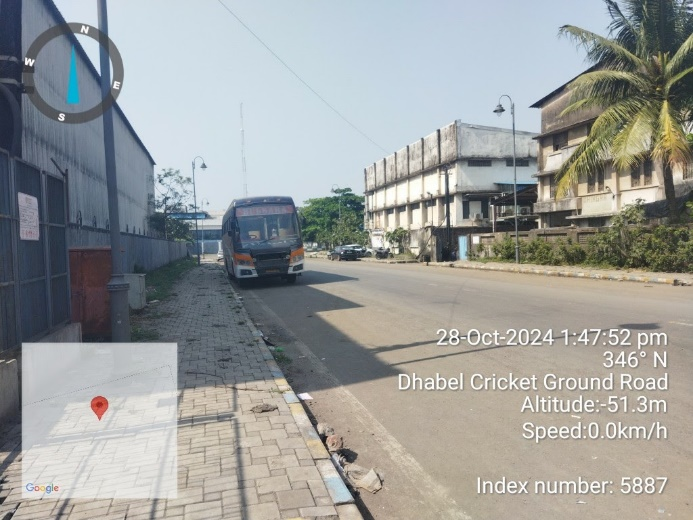 N
W
E
S
28-Oct-2024 1:47:52 pm
346° N
Dhabel Cricket Ground Road
Altitude:-51.3m
Speed:0.0km/h
Index number: 5887
Google